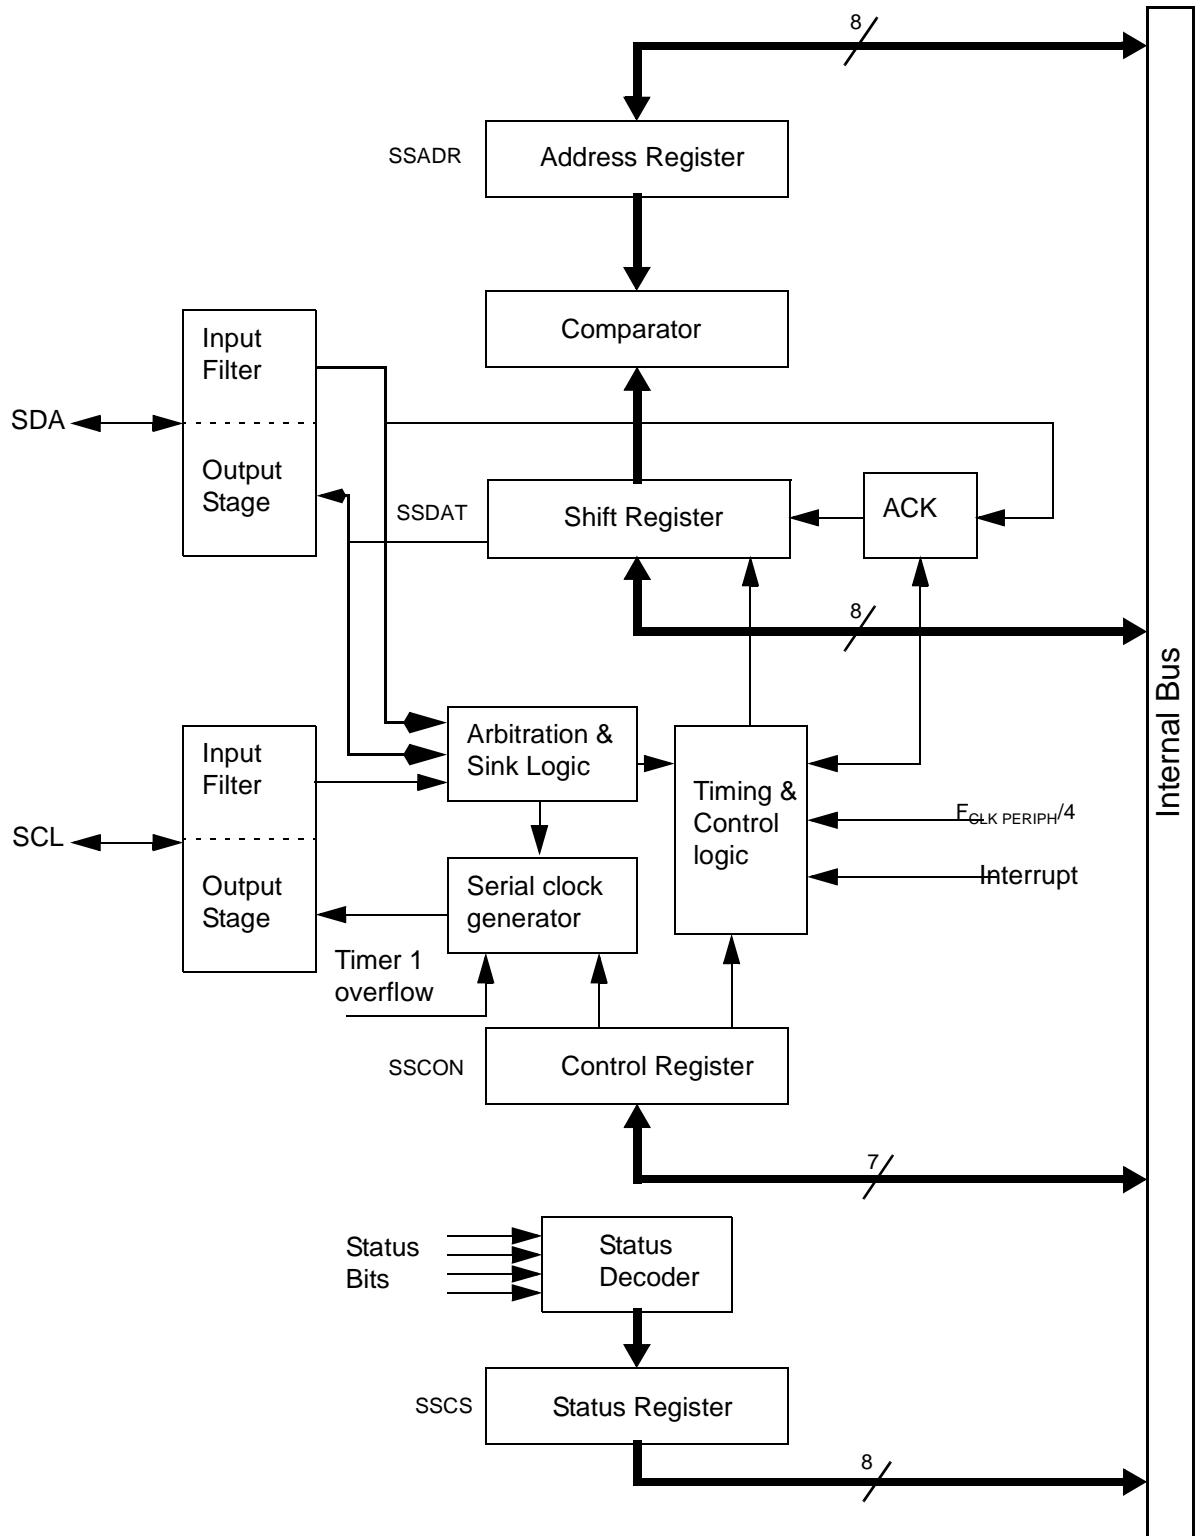 8
SSADR
Address Register
Comparator
Input
Filter
SDA
Output
Stage
SSDAT
Shift Register
ACK
8
Internal Bus
Input
Filter
SCL
Output
Stage
Arbitration &
Sink Logic
Timing &
Control
logic
FCLK PERIPH/4
Interrupt
Serial clock
generator
Timer 1
overflow
SSCON
Control Register
7
Status
Bits
Status
Decoder
SSCS
Status Register
8